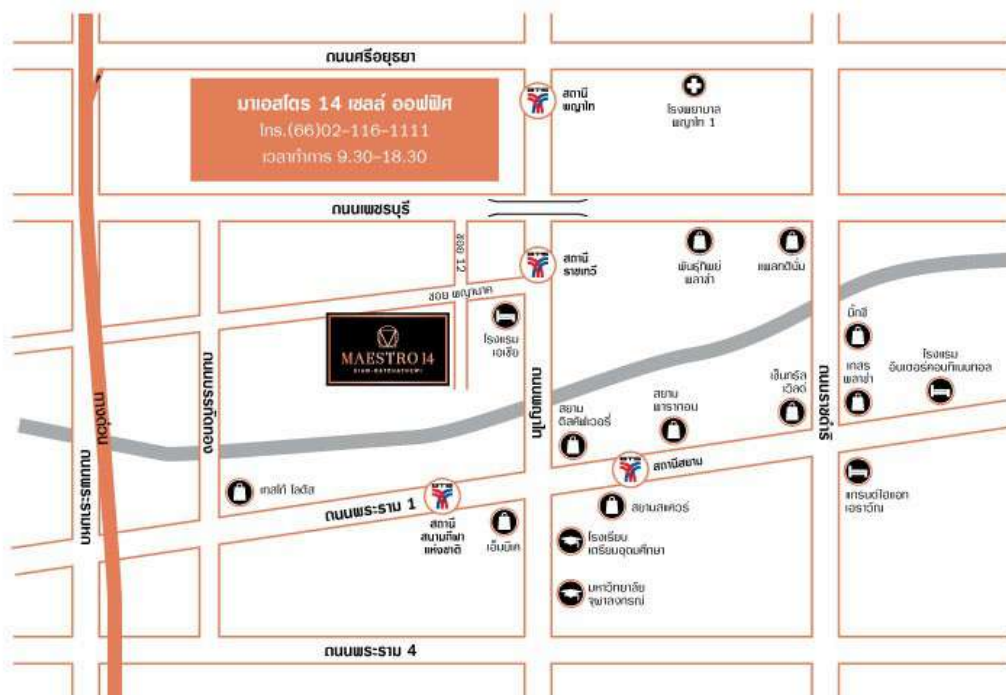 ถนนศรีอยุธยา
มาเอสโตร 14 เซลล์ ออฟฟิศ
โทร.(66)02-116-1111
เวลาทำการ 9.30-18.30
BTS
สถานี
พญาไท
โรงพยาบาล
พญาไท 1
ถนนเพชรบุรี
ซอย 12
BTS
สถานี
ราชเทวี
พันธุ์ทิพย์
พลาซ่า
แพลทตินั่ม
ซอย พญานาค
MAESTRO 14
SIAM-RATCHATHEWI
โรงแรม
เอเชีย
บิ๊กซี
เกสร
พลาซ่า
โรงแรม
อินเตอร์คอนทิเนนทอล
ทางด่วน
ถนนพระรามหก
ถนนบรรทัดทอง
ถนนพญาไท
ถนนราชดำริ
เซ็นทรัล
เวิลด์
สยาม
พารากอน
สยาม
ดิสคัฟเวอรี่
BTS
สถานีสยาม
แกรนด์ไฮแอท
เอราวัณ
เทสโก้ โลตัส
ถนนพระราม 1
BTS
สถานี
สนามกีฬา
แห่งชาติ
เอ็มบีเค
สยามสแควร์
โรงเรียน
เตรียมอุดมศึกษา
มหาวิทยาลัย
จุฬาลงกรณ์
ถนนพระราม 4